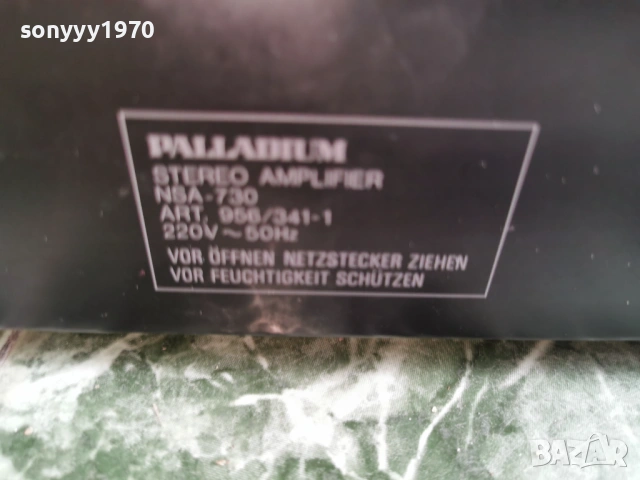 sonyyy1970
PALLADIUM
STEREO AMPLIFIER
NSA-730
ART. 956/341-1
220V ~ 50Hz
VOR ÖFFNEN NETZSTECKER ZIEHEN
VOR FEUCHTIGKEIT SCHÜTZEN
BAZAR